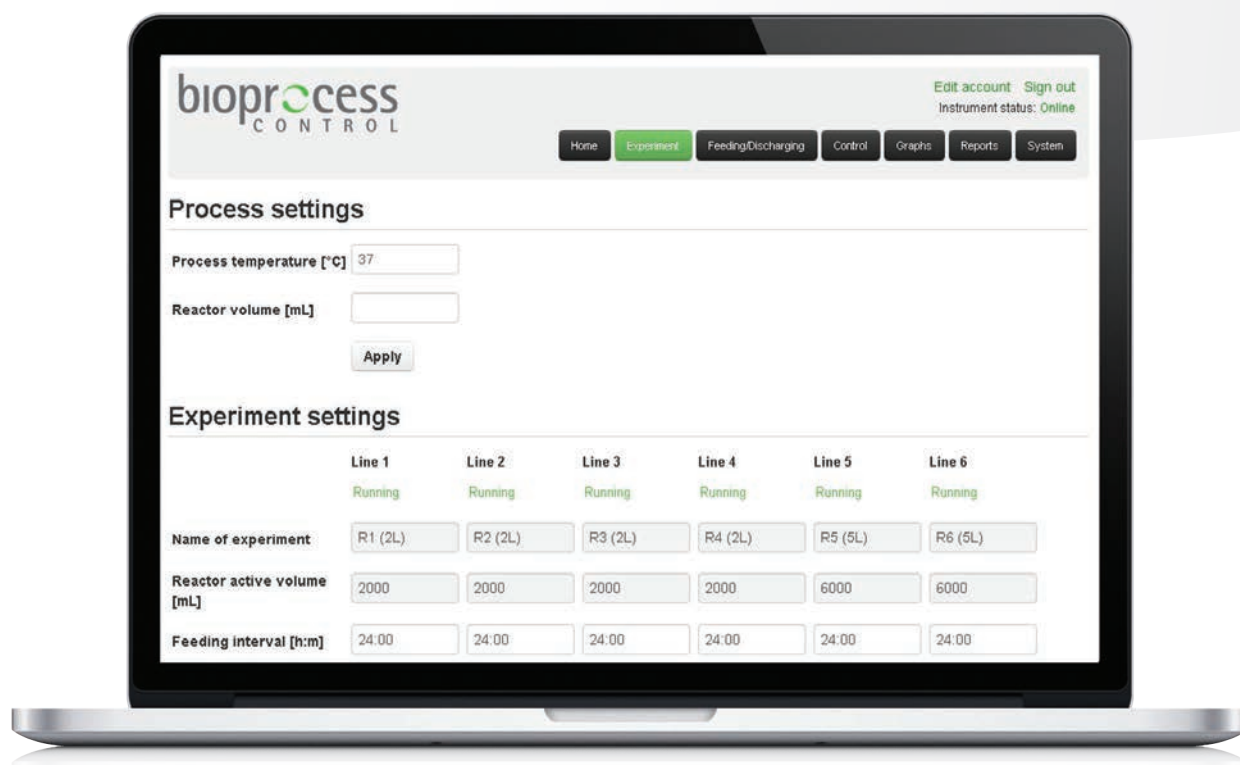 bioprocess
CONTROL
Edit account Sign out
Instrument status: Online
Home Experiment Feeding/Discharging Control Graphs Reports System
Process settings
Process temperature [°C] 37
Reactor volume [mL]
Apply
Experiment settings
Line 1 Line 2 Line 3 Line 4 Line 5 Line 6
Running Running Running Running Running Running
Name of experiment R1 (2L) R2 (2L) R3 (2L) R4 (2L) R5 (5L) R6 (5L)
Reactor active volume
[mL] 2000 2000 2000 2000 6000 6000
Feeding interval [h:m] 24:00 24:00 24:00 24:00 24:00 24:00